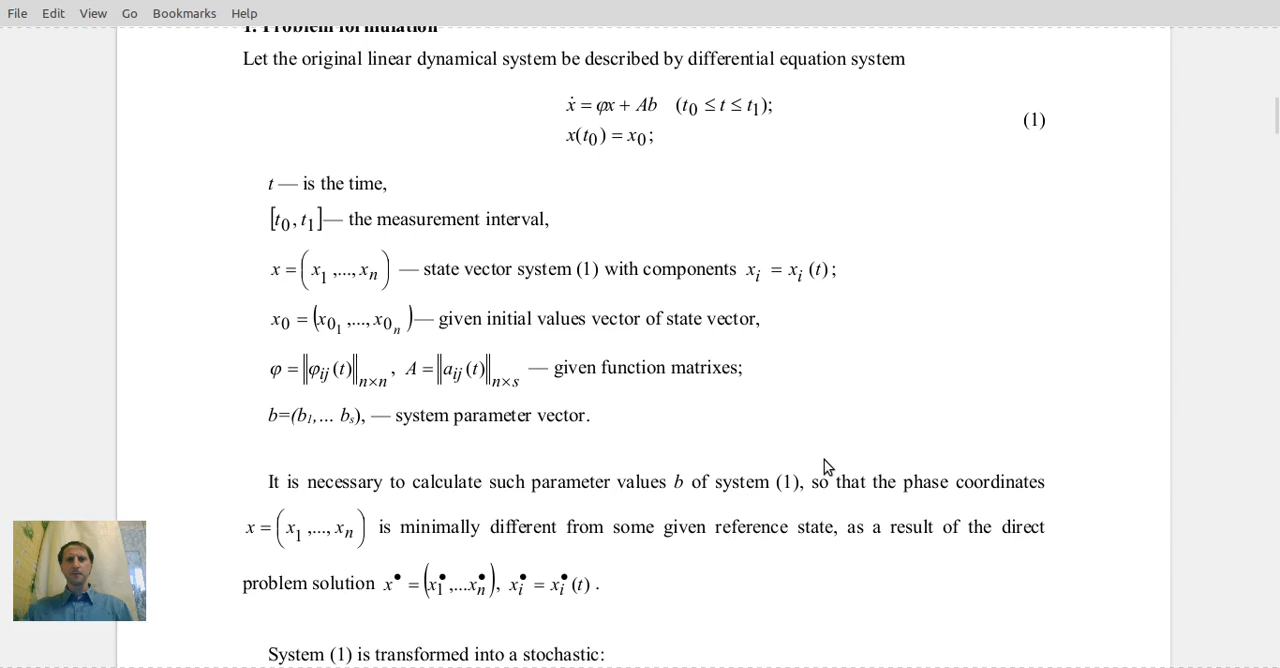 File Edit View Go Bookmarks Help
1. Problem formulation
Let the original linear dynamical system be described by differential equation system
ẋ = φx + Ab (t₀ ≤ t ≤ t₁);
(1)
x(t₀) = x₀;
t — is the time,
[t₀, t₁]— the measurement interval,
x = (x₁,...,xₙ) — state vector system (1) with components xᵢ = xᵢ(t);
x₀ = (x₀₁,...,x₀ₙ)— given initial values vector of state vector,
φ = ‖φᵢⱼ(t)‖ₙ×ₙ, A = ‖aᵢⱼ(t)‖ₙ×ₛ — given function matrixes;
b=(b₁,... bₛ), — system parameter vector.
It is necessary to calculate such parameter values b of system (1), so that the phase coordinates
x = (x₁,...,xₙ) is minimally different from some given reference state, as a result of the direct
problem solution x• = (x₁•,...xₙ•), xᵢ• = xᵢ•(t) .
System (1) is transformed into a stochastic: